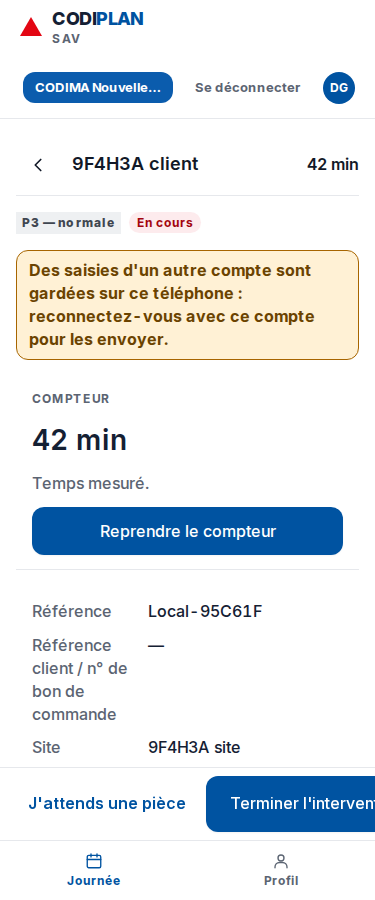 CODIPLAN
SAV
CODIMA Nouvelle...
Se déconnecter
DG
9F4H3A client
42 min
P3 — normale
En cours
Des saisies d'un autre compte sont
gardées sur ce téléphone :
reconnectez-vous avec ce compte
pour les envoyer.
COMPTEUR
42 min
Temps mesuré.
Reprendre le compteur
Référence
Local-95C61F
Référence
client / n° de
bon de
commande
—
Site
9F4H3A site
J'attends une pièce
Terminer l'interven
Journée
Profil